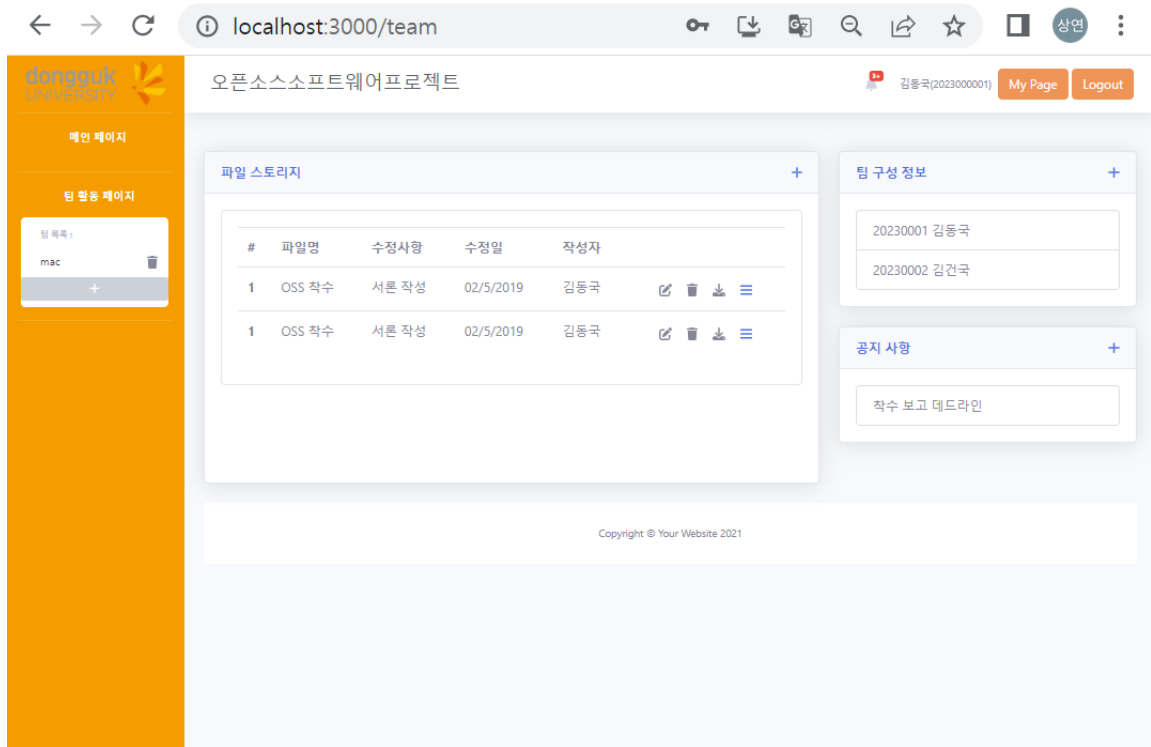 localhost:3000/team
상연
dongguk
UNIVERSITY
오픈소스소프트웨어프로젝트
3+
김동국(2023000001)
My Page
Logout
메인 페이지
팀 활동 페이지
팀 목록 :
mac
+
파일 스토리지 +
# 파일명 수정사항 수정일 작성자
1 OSS 착수 서론 작성 02/5/2019 김동국
1 OSS 착수 서론 작성 02/5/2019 김동국
팀 구성 정보 +
20230001 김동국
20230002 김건국
공지 사항 +
착수 보고 데드라인
Copyright © Your Website 2021